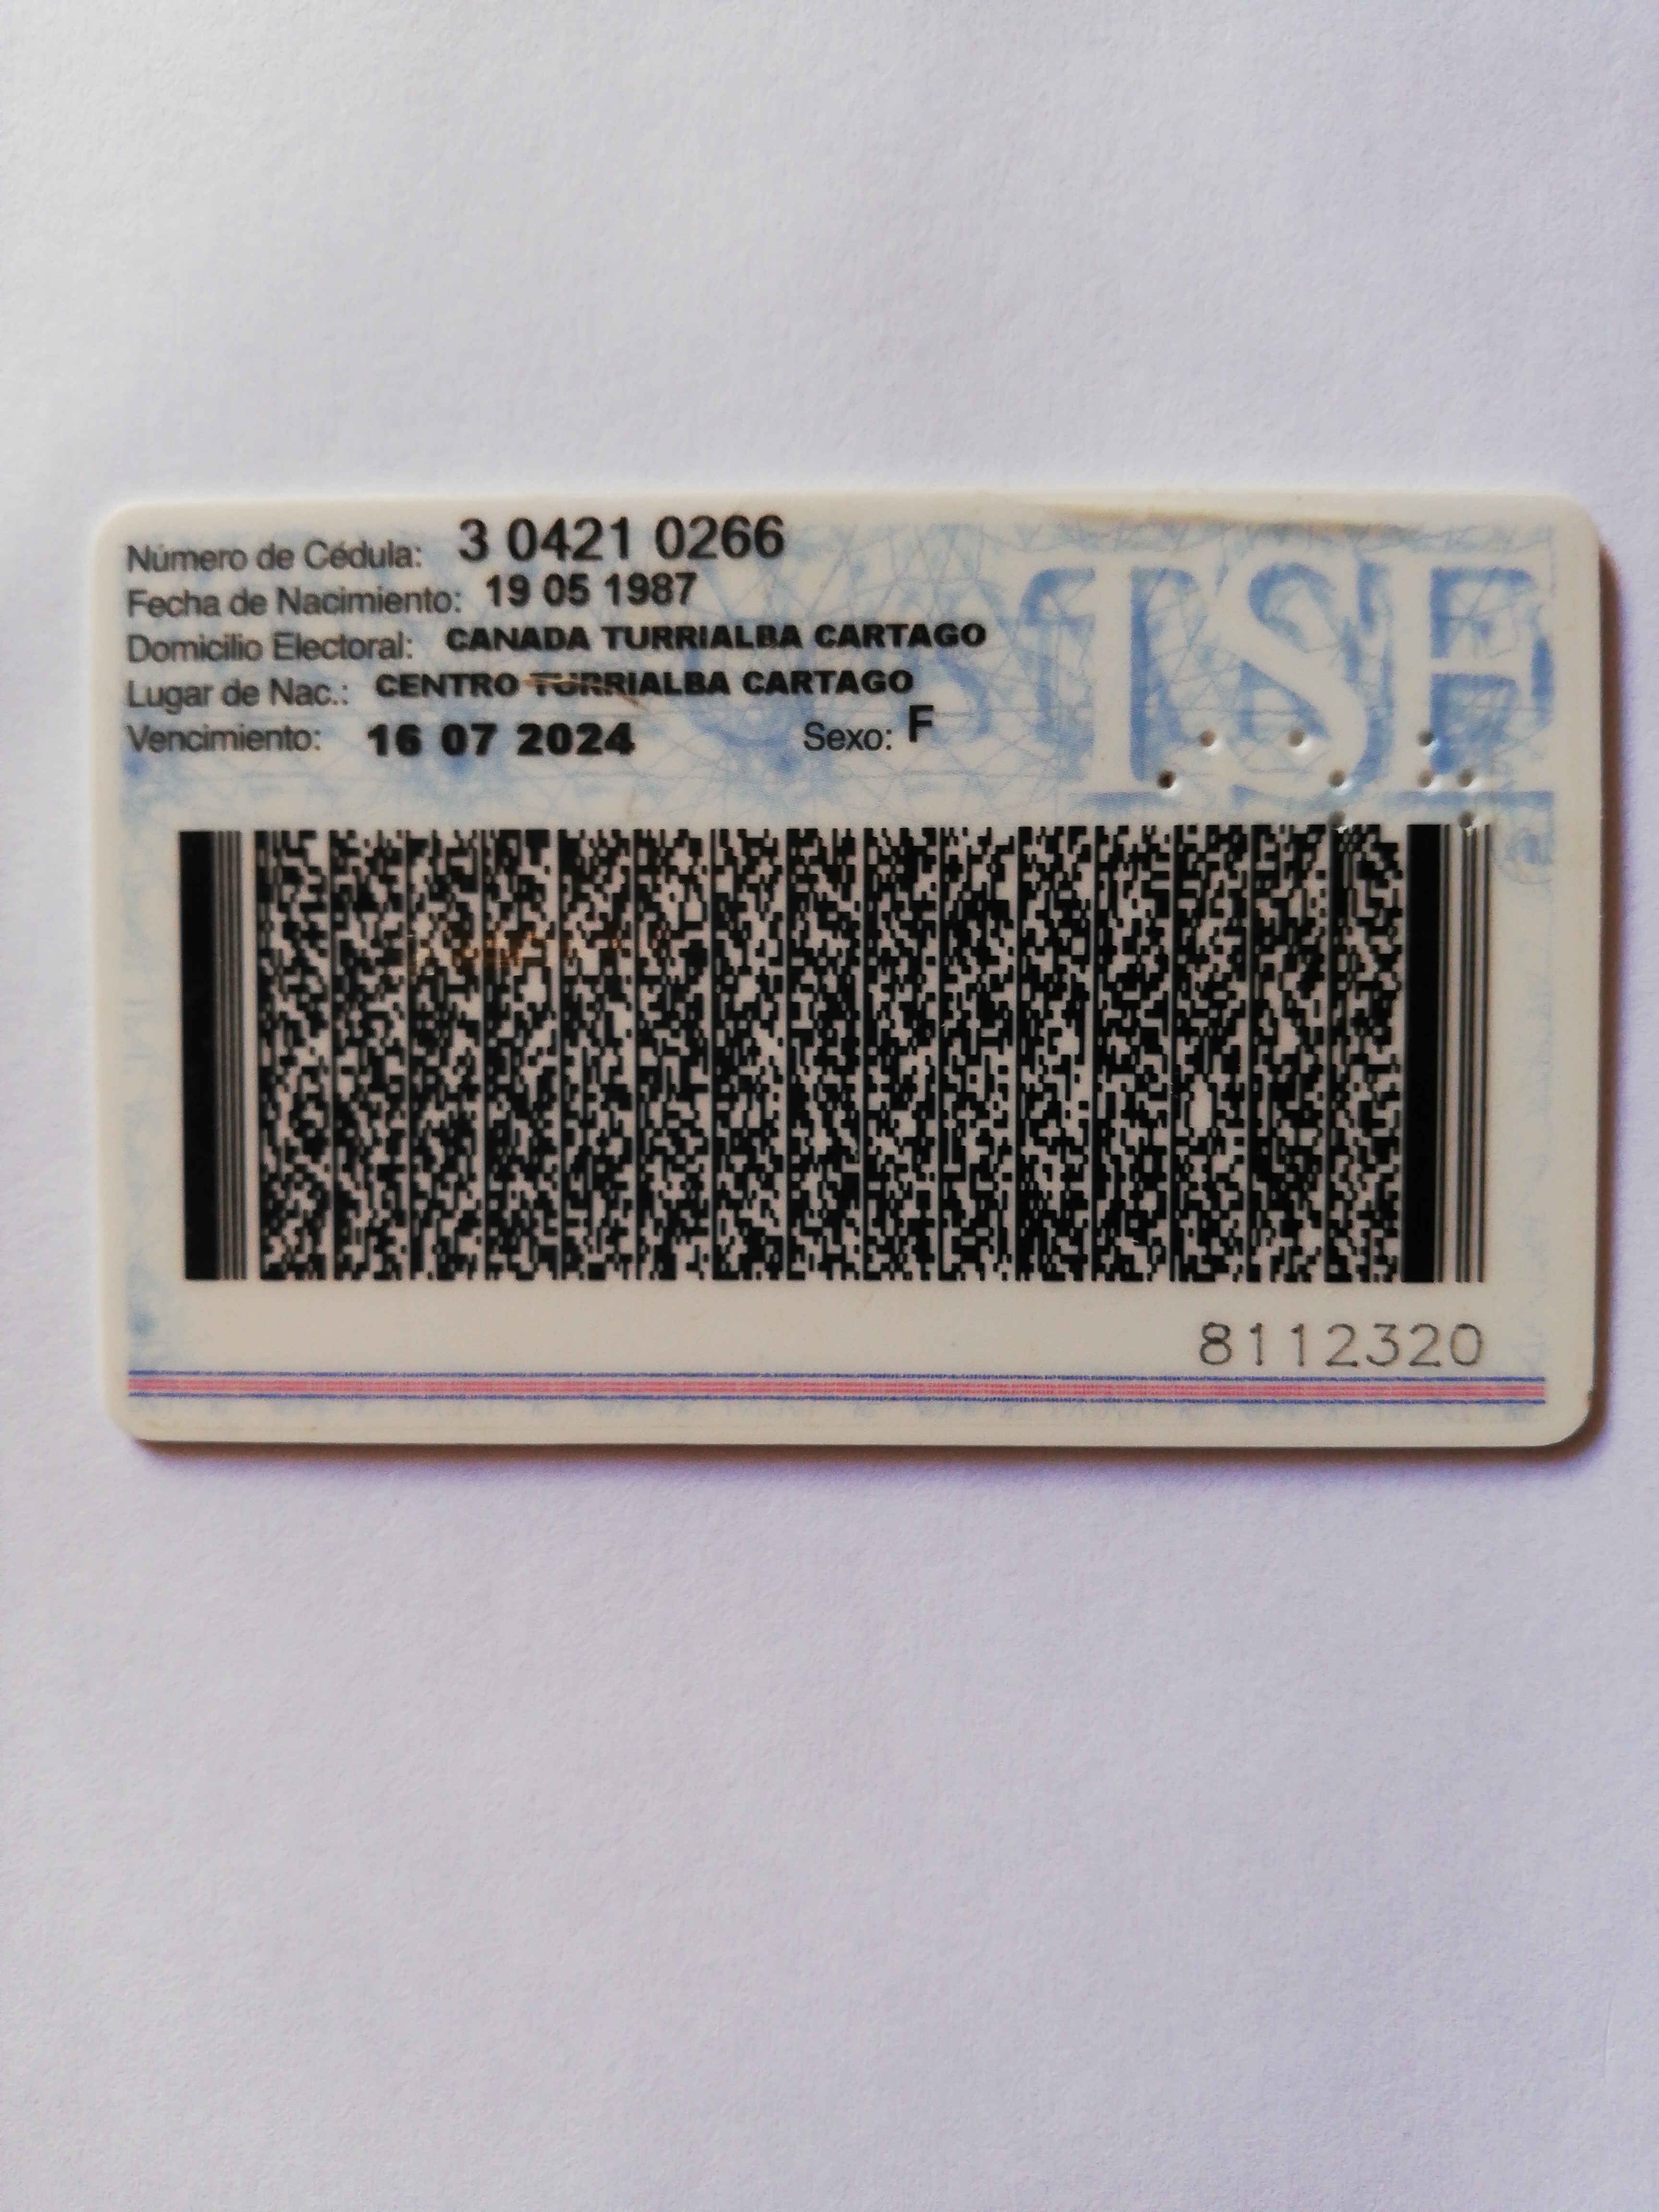 Número de Cédula: 3 0421 0266
Fecha de Nacimiento: 19 05 1987
Domicilio Electoral: CANADA TURRIALBA CARTAGO
Lugar de Nac.: CENTRO TURRIALBA CARTAGO
Vencimiento: 16 07 2024 Sexo: F
TSE
8112320